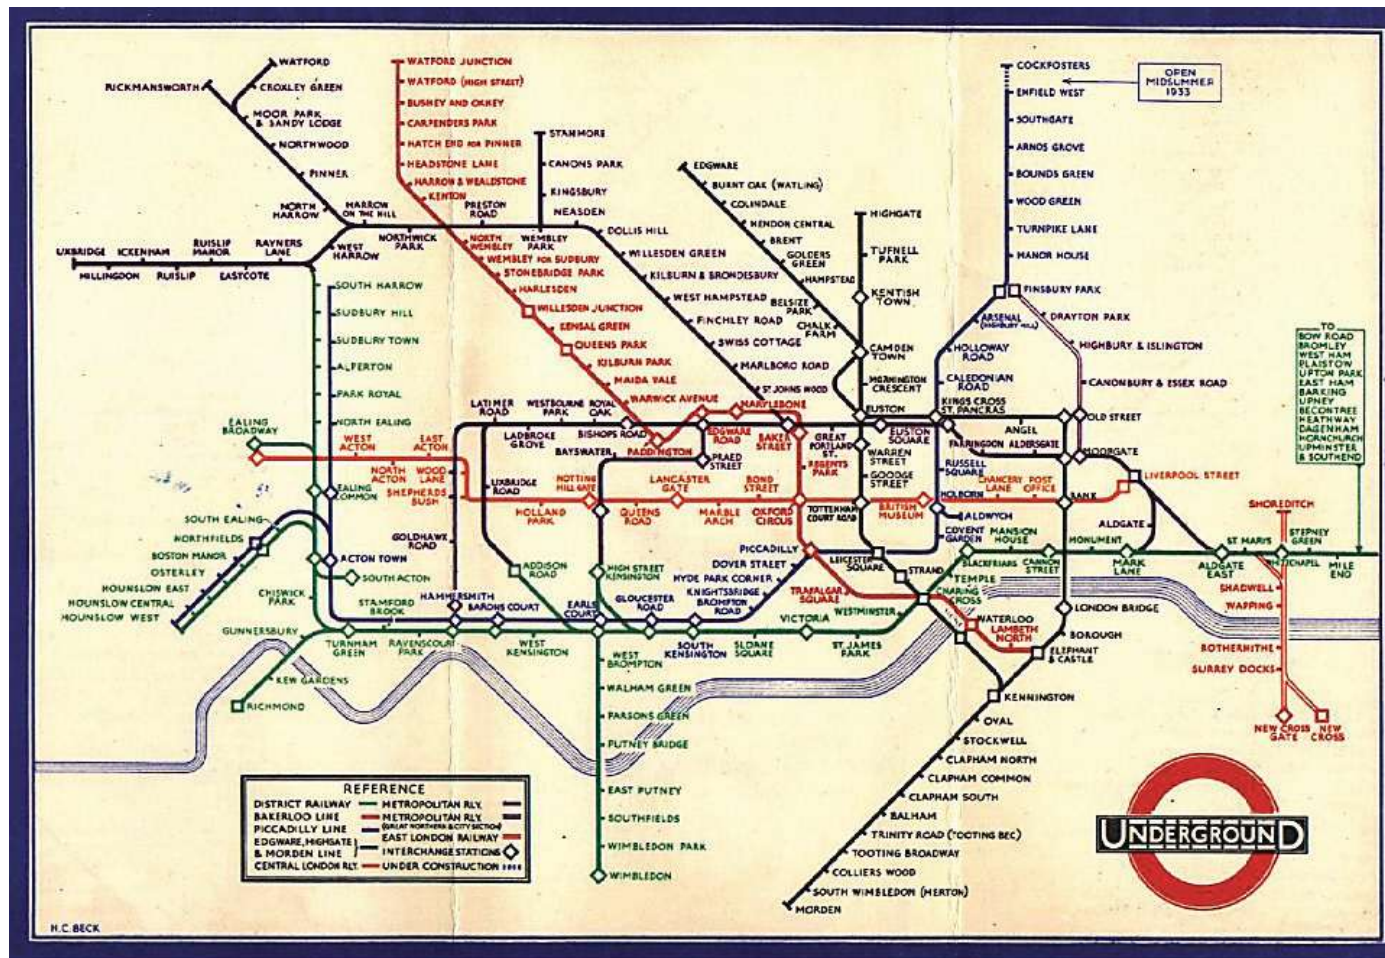 WATFORD
RICKMANSWORTH
CROXLEY GREEN
MOOR PARK
& SANDY LODGE
NORTHWOOD
PINNER
NORTH
HARROW
HARROW
ON THE HILL
NORTHWICK
PARK
PRESTON
ROAD
WEMBLEY
PARK
STANMORE
CANONS PARK
KINGSBURY
NEASDEN
DOLLIS HILL
WILLESDEN GREEN
KILBURN & BRONDESBURY
WEST HAMPSTEAD
FINCHLEY ROAD
SWISS COTTAGE
MARLBORO ROAD
ST. JOHNS WOOD
UXBRIDGE
HILLINGDON
ICKENHAM
RUISLIP
RUISLIP
MANOR
EASTCOTE
RAYNERS
LANE
WEST
HARROW
WATFORD JUNCTION
WATFORD (HIGH STREET)
BUSHEY AND OXHEY
CARPENDERS PARK
HATCH END FOR PINNER
HEADSTONE LANE
HARROW & WEALDSTONE
KENTON
NORTH
WEMBLEY
WEMBLEY FOR SUDBURY
STONEBRIDGE PARK
HARLESDEN
WILLESDEN JUNCTION
KENSAL GREEN
QUEENS PARK
KILBURN PARK
MAIDA VALE
WARWICK AVENUE
PADDINGTON
EDGWARE
ROAD
MARYLEBONE
BAKER
STREET
REGENTS
PARK
OXFORD
CIRCUS
PICCADILLY
TRAFALGAR
SQUARE
CHARING
CROSS
WATERLOO
LAMBETH
NORTH
ELEPHANT
& CASTLE
EDGWARE
BURNT OAK (WATLING)
COLINDALE
HENDON CENTRAL
BRENT
GOLDERS
GREEN
HAMPSTEAD
BELSIZE
PARK
CHALK
FARM
HIGHGATE
TUFNELL
PARK
KENTISH
TOWN
CAMDEN
TOWN
MORNINGTON
CRESCENT
EUSTON
WARREN
STREET
GOODGE
STREET
TOTTENHAM
COURT ROAD
LEICESTER
SQUARE
STRAND
COCKFOSTERS
OPEN
MIDSUMMER
1933
ENFIELD WEST
SOUTHGATE
ARNOS GROVE
BOUNDS GREEN
WOOD GREEN
TURNPIKE LANE
MANOR HOUSE
FINSBURY PARK
ARSENAL
(HIGHBURY HILL)
HOLLOWAY
ROAD
CALEDONIAN
ROAD
KINGS CROSS
ST. PANCRAS
RUSSELL
SQUARE
HOLBORN
ALDWYCH
COVENT
GARDEN
DRAYTON PARK
HIGHBURY & ISLINGTON
CANONBURY & ESSEX ROAD
OLD STREET
MOORGATE
ANGEL
FARRINGDON
ALDERSGATE
LIVERPOOL STREET
BANK
ALDGATE
LONDON BRIDGE
BOROUGH
KENNINGTON
OVAL
STOCKWELL
CLAPHAM NORTH
CLAPHAM COMMON
CLAPHAM SOUTH
BALHAM
TRINITY ROAD (TOOTING BEC)
TOOTING BROADWAY
COLLIERS WOOD
SOUTH WIMBLEDON (MERTON)
MORDEN
SOUTH HARROW
SUDBURY HILL
SUDBURY TOWN
ALPERTON
PARK ROYAL
NORTH EALING
EALING
COMMON
EALING
BROADWAY
WEST
ACTON
NORTH
ACTON
EAST
ACTON
WOOD
LANE
SHEPHERDS
BUSH
HOLLAND
PARK
NOTTING
HILL GATE
QUEENS
ROAD
LANCASTER
GATE
MARBLE
ARCH
BOND
STREET
BRITISH
MUSEUM
CHANCERY
LANE
POST
OFFICE
LATIMER
ROAD
LADBROKE
GROVE
WESTBOURNE
PARK
ROYAL
OAK
BISHOPS ROAD
BAYSWATER
PRAED
STREET
GREAT
PORTLAND
ST.
EUSTON
SQUARE
UXBRIDGE
ROAD
GOLDHAWK
ROAD
ADDISON
ROAD
HIGH STREET
KENSINGTON
HAMMERSMITH
BARONS COURT
EARLS
COURT
GLOUCESTER
ROAD
SOUTH
KENSINGTON
BROMPTON
ROAD
KNIGHTSBRIDGE
HYDE PARK CORNER
DOVER STREET
SOUTH EALING
NORTHFIELDS
BOSTON MANOR
OSTERLEY
HOUNSLOW EAST
HOUNSLOW CENTRAL
HOUNSLOW WEST
ACTON TOWN
SOUTH ACTON
CHISWICK
PARK
GUNNERSBURY
KEW GARDENS
RICHMOND
TURNHAM
GREEN
STAMFORD
BROOK
RAVENSCOURT
PARK
WEST
KENSINGTON
SLOANE
SQUARE
VICTORIA
ST. JAMES
PARK
WESTMINSTER
TEMPLE
BLACKFRIARS
MANSION
HOUSE
CANNON
STREET
MONUMENT
MARK
LANE
ALDGATE
EAST
ST. MARYS
WHITECHAPEL
STEPNEY
GREEN
MILE
END
WEST
BROMPTON
WALHAM GREEN
PARSONS GREEN
PUTNEY BRIDGE
EAST PUTNEY
SOUTHFIELDS
WIMBLEDON PARK
WIMBLEDON
TO
BOW ROAD
BROMLEY
WEST HAM
PLAISTOW
UPTON PARK
EAST HAM
BARKING
UPNEY
BECONTREE
HEATHWAY
DAGENHAM
HORNCHURCH
UPMINSTER
& SOUTHEND
SHOREDITCH
SHADWELL
WAPPING
ROTHERHITHE
SURREY DOCKS
NEW CROSS
GATE
NEW
CROSS
REFERENCE
DISTRICT RAILWAY
BAKERLOO LINE
PICCADILLY LINE
EDGWARE, HIGHGATE
& MORDEN LINE
CENTRAL LONDON RLY.
METROPOLITAN RLY.
METROPOLITAN RLY.
(GREAT NORTHERN & CITY SECTION)
EAST LONDON RAILWAY
INTERCHANGE STATIONS
UNDER CONSTRUCTION
UNDERGROUND
H.C. BECK